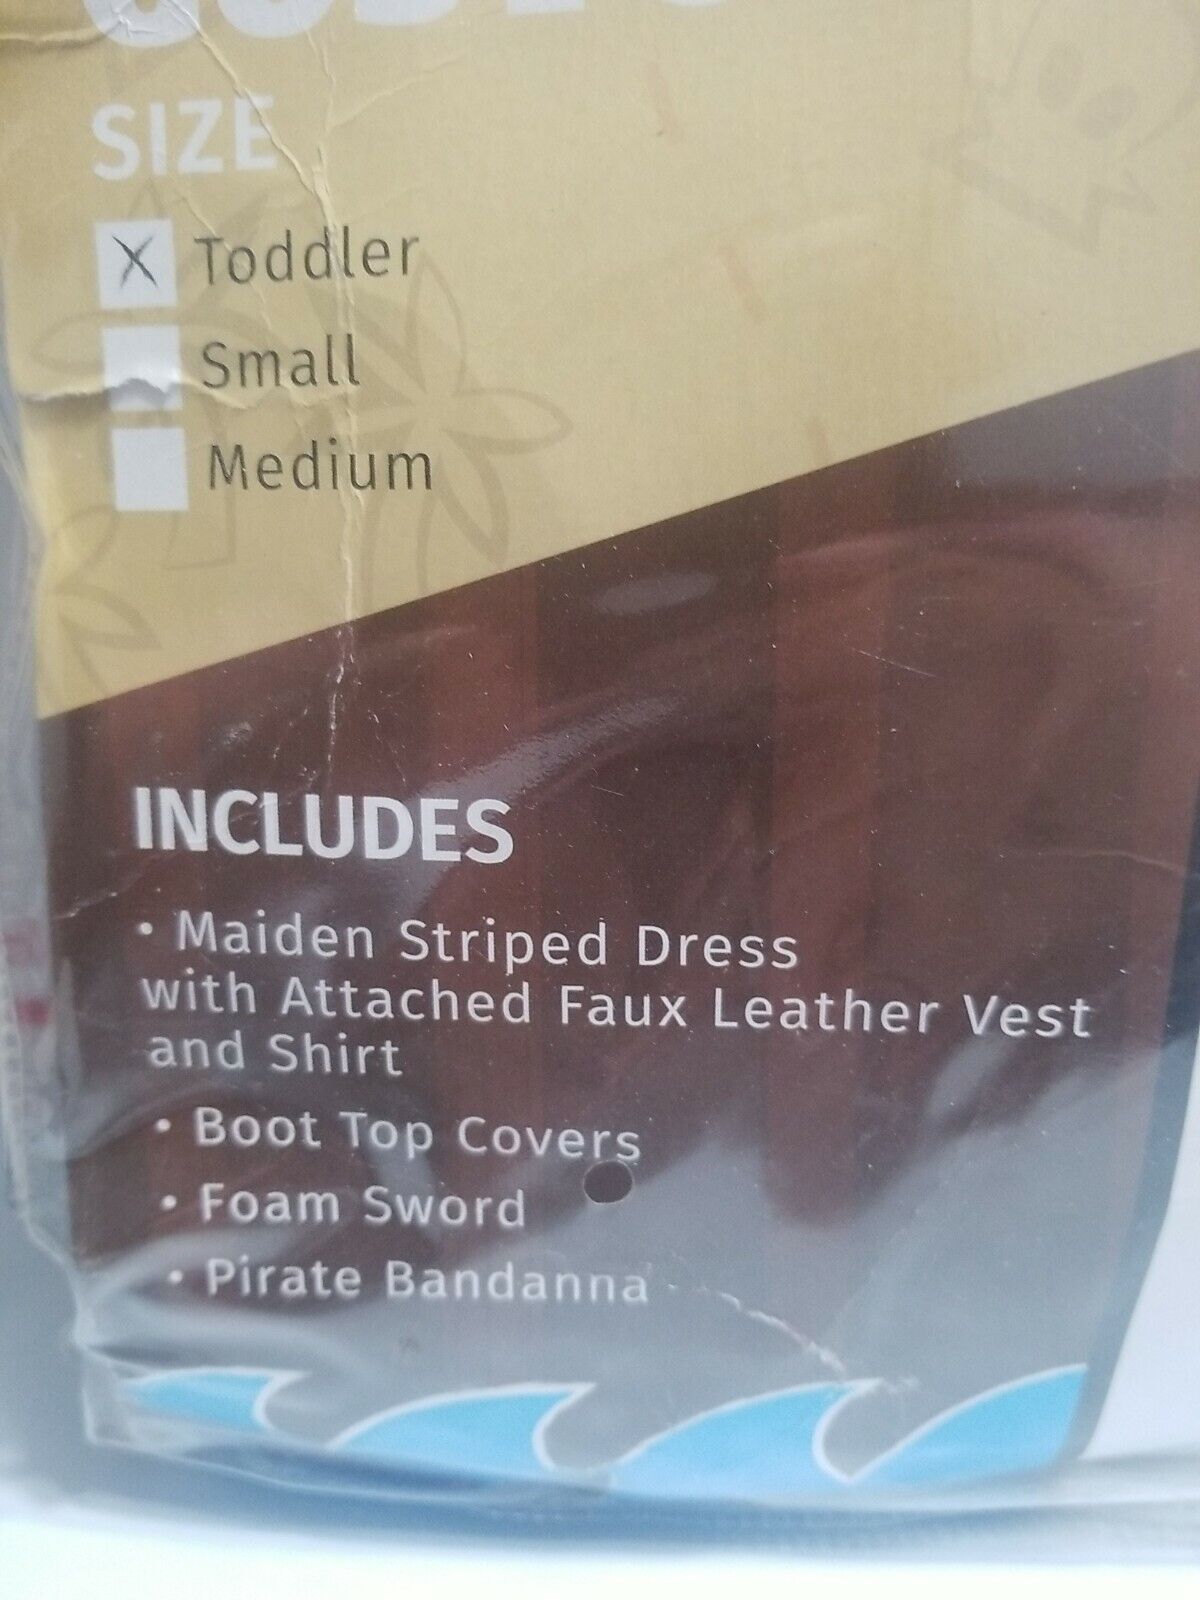 SIZE
X Toddler
Small
Medium
INCLUDES
• Maiden Striped Dress
with Attached Faux Leather Vest
and Shirt
• Boot Top Covers
• Foam Sword
• Pirate Bandanna